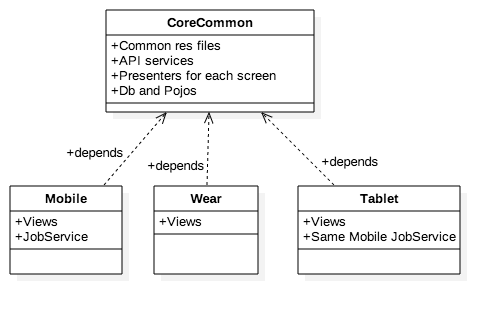 CoreCommon
+Common res files
+API services
+Presenters for each screen
+Db and Pojos
+depends
+depends
+depends
Mobile
+Views
+JobService
Wear
+Views
Tablet
+Views
+Same Mobile JobService